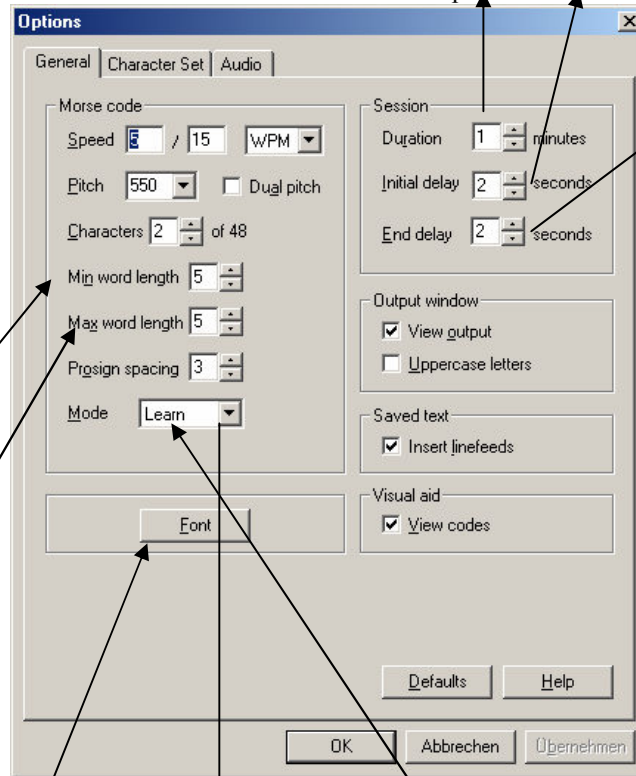 Options
General
Character Set
Audio
Morse code
Speed 5 / 15 WPM
Pitch 550 Dual pitch
Characters 2 of 48
Min word length 5
Max word length 5
Prosign spacing 3
Mode Learn
Font
Session
Duration 1 minutes
Initial delay 2 seconds
End delay 2 seconds
Output window
View output
Uppercase letters
Saved text
Insert linefeeds
Visual aid
View codes
Defaults
Help
OK
Abbrechen
Übernehmen